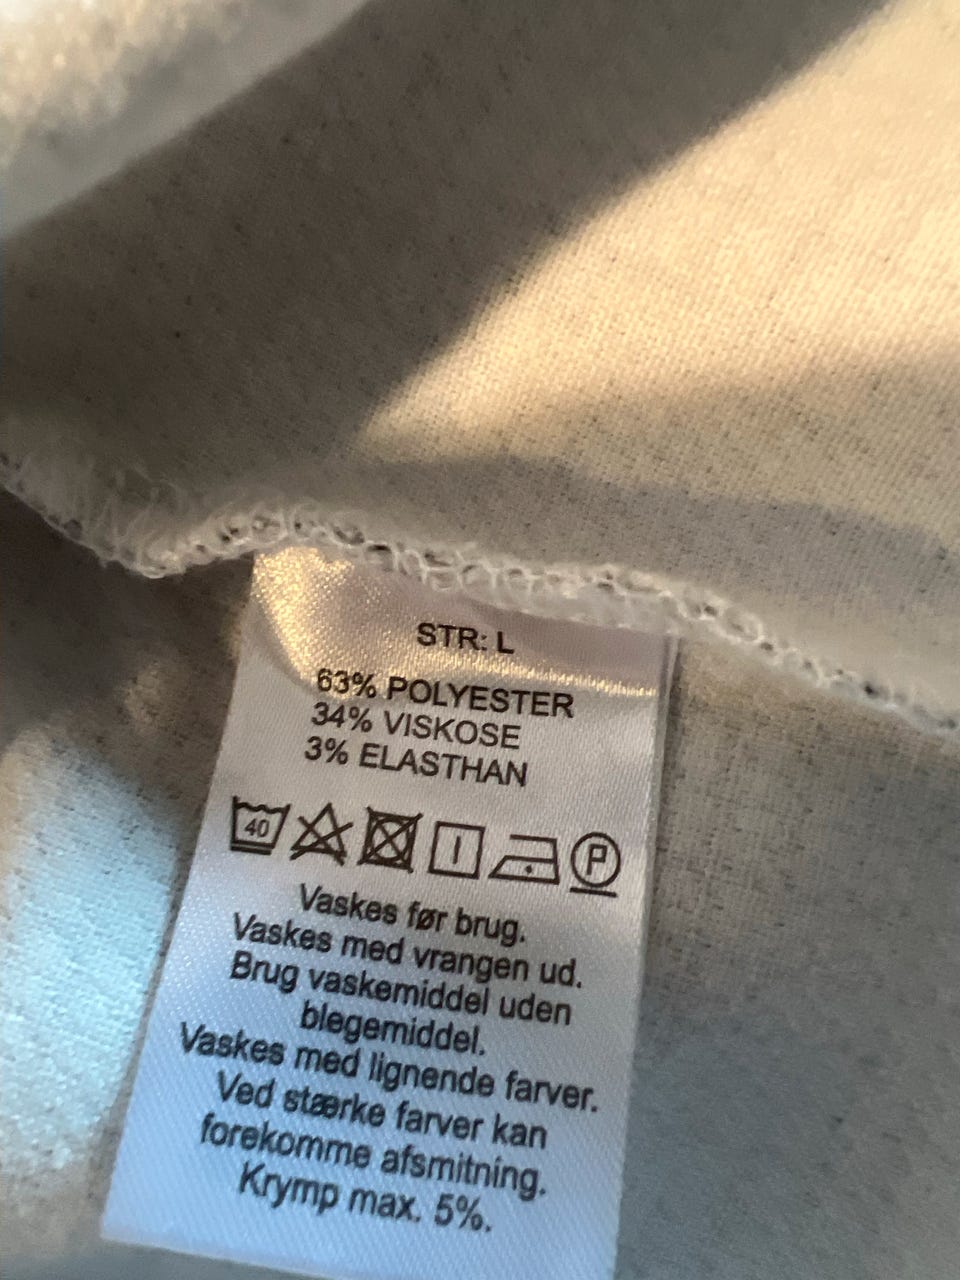 STR: L
63% POLYESTER
34% VISKOSE
3% ELASTHAN
40 P
Vaskes før brug.
Vaskes med vrangen ud.
Brug vaskemiddel uden
blegemiddel.
Vaskes med lignende farver.
Ved stærke farver kan
forekomme afsmitning.
Krymp max. 5%.